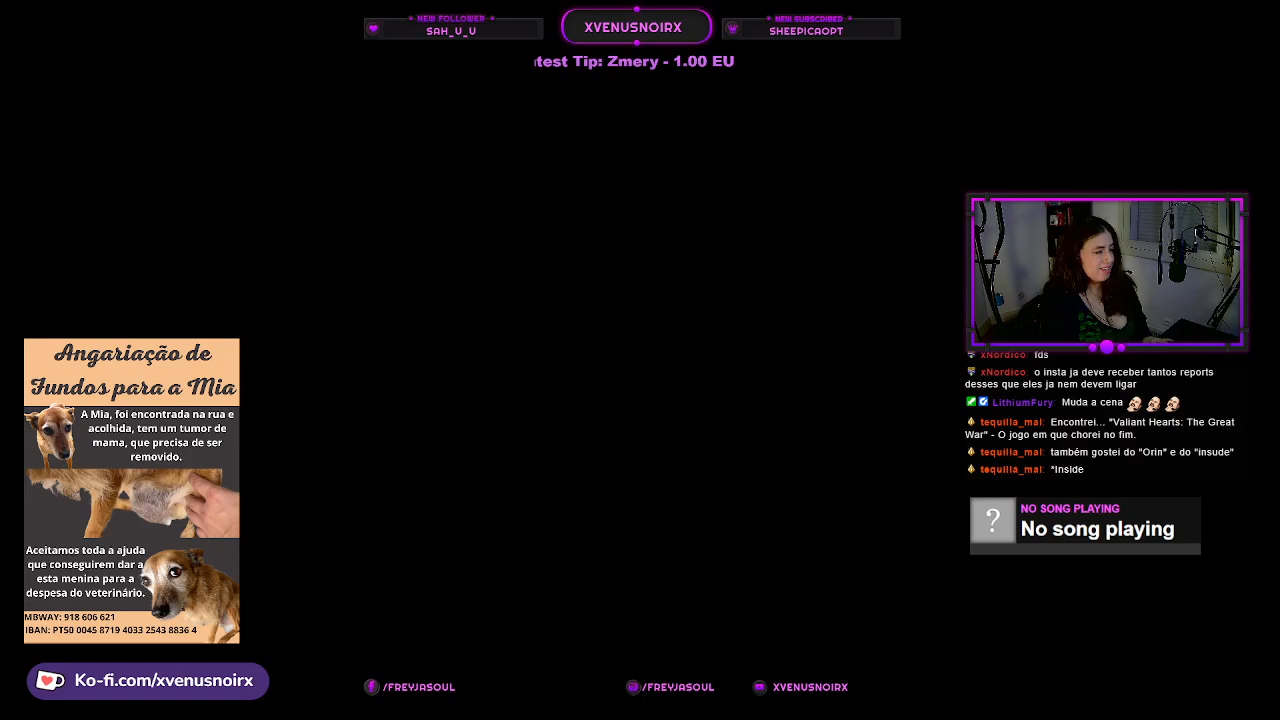 NEW FOLLOWER
SAH_U_U
XVENUSNOIRX
NEW SUBSCRIBED
SHEEPICAOPT
test Tip: Zmery - 1.00 EU
Angariação de
Fundos para a Mia
A Mia, foi encontrada na rua e
acolhida, tem um tumor de
mama, que precisa de ser
removido.
Aceitamos toda a ajuda
que conseguirem dar a
esta menina para a
despesa do veterinário.
MBWAY: 918 606 621
IBAN: PT50 0045 8719 4033 2543 8836 4
Ko-fi.com/xvenusnoirx
xNordico: fds
xNordico: o insta ja deve receber tantos reports
desses que eles ja nem devem ligar
LithiumFury: Muda a cena
tequilla_mal: Encontrei... "Valiant Hearts: The Great
War" - O jogo em que chorei no fim.
tequilla_mal: também gostei do "Orin" e do "insude"
tequilla_mal: *Inside
?
NO SONG PLAYING
No song playing
/FREYJASOUL
/FREYJASOUL
XVENUSNOIRX